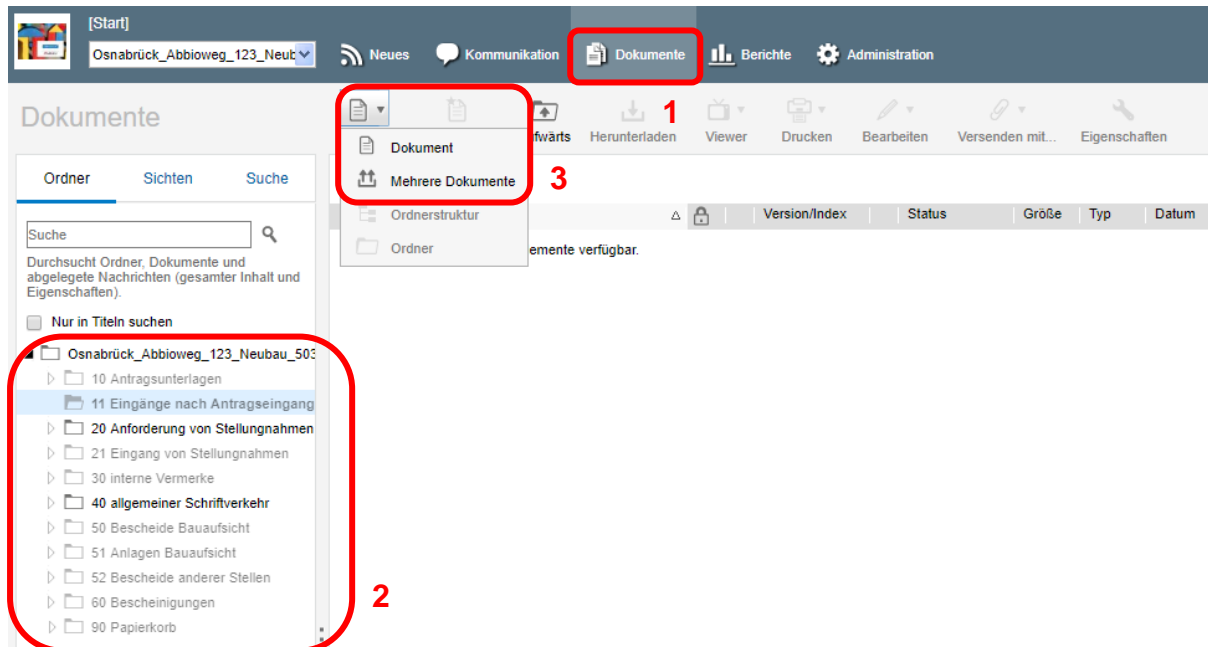 [Start]
Osnabrück_Abbioweg_123_Neub
Neues Kommunikation Dokumente Berichte Administration
Dokumente
1
fwärts Herunterladen Viewer Drucken Bearbeiten Versenden mit... Eigenschaften
Dokument
Mehrere Dokumente
3
Ordnerstruktur
Ordner
Ordner Sichten Suche
Version/Index Status Größe Typ Datum
emente verfügbar.
Suche
Durchsucht Ordner, Dokumente und
abgelegte Nachrichten (gesamter Inhalt und
Eigenschaften).
Nur in Titeln suchen
Osnabrück_Abbioweg_123_Neubau_503
10 Antragsunterlagen
11 Eingänge nach Antragseingang
20 Anforderung von Stellungnahmen
21 Eingang von Stellungnahmen
30 interne Vermerke
40 allgemeiner Schriftverkehr
50 Bescheide Bauaufsicht
51 Anlagen Bauaufsicht
52 Bescheide anderer Stellen
60 Bescheinigungen
90 Papierkorb
2